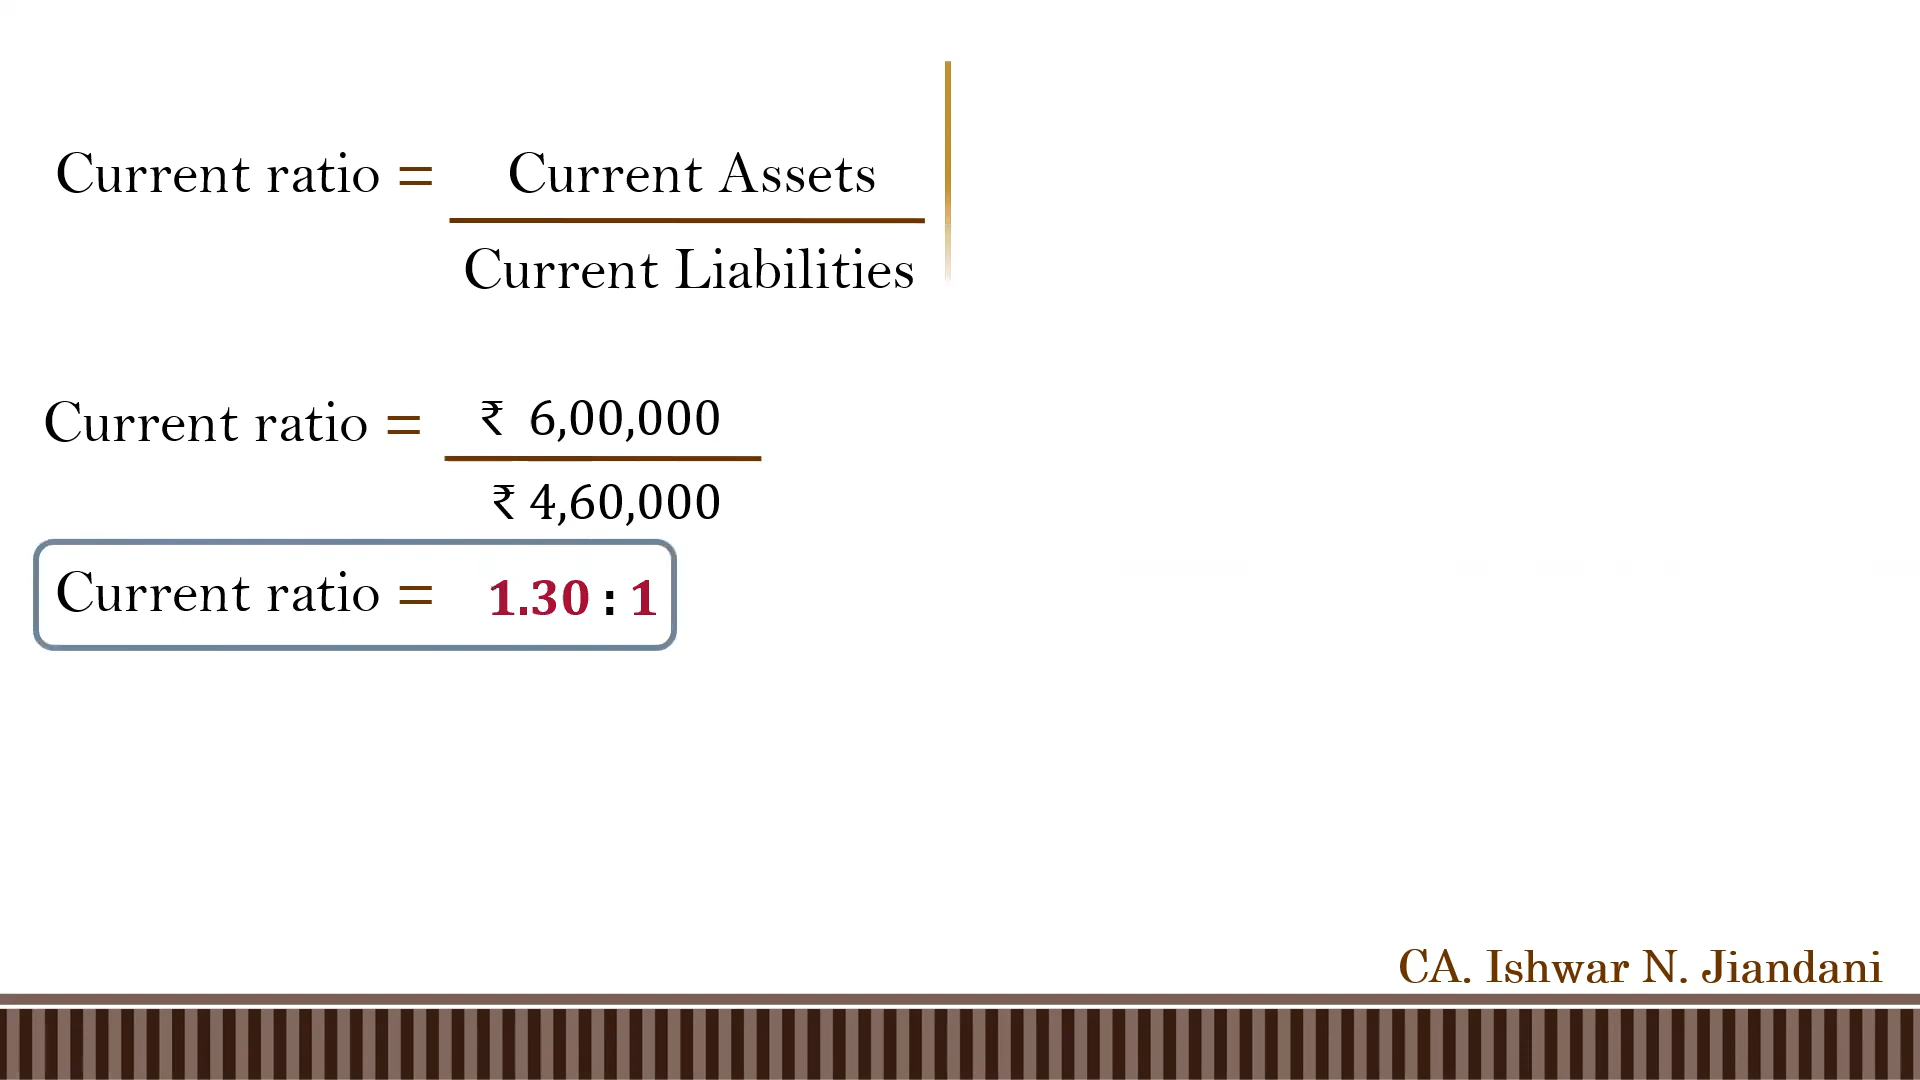 Current ratio = Current Assets
Current Liabilities
Current ratio = ₹ 6,00,000
₹ 4,60,000
Current ratio = 1.30 : 1
CA. Ishwar N. Jiandani